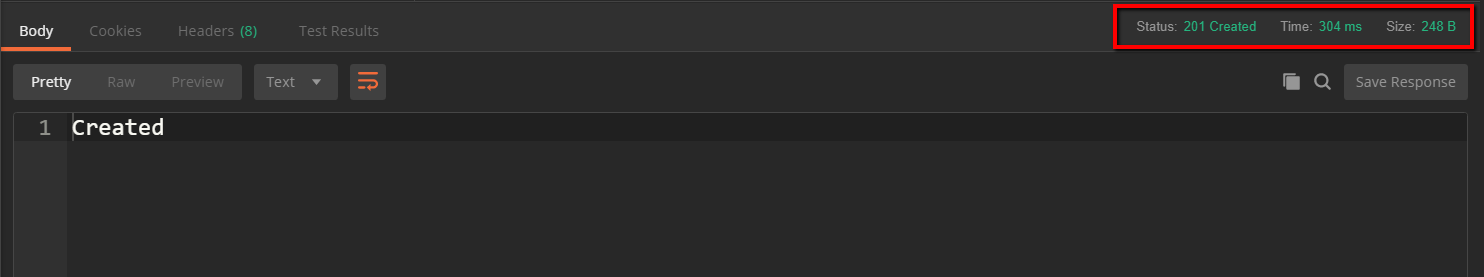 Body Cookies Headers (8) Test Results Status: 201 Created Time: 304 ms Size: 248 B
Pretty Raw Preview Text Save Response
1 Created